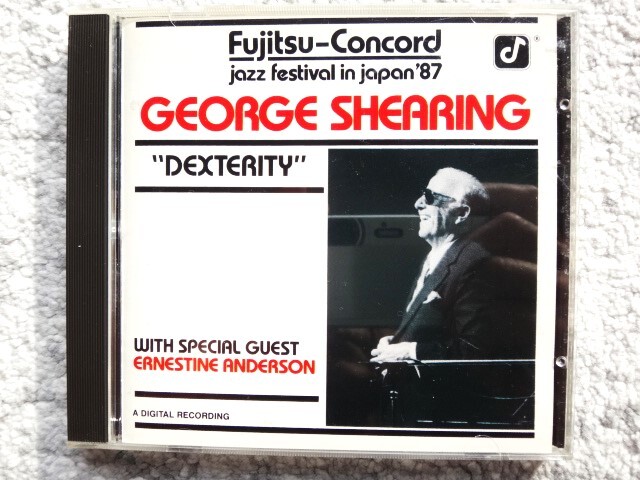 Fujitsu-Concord
jazz festival in japan '87
GEORGE SHEARING
"DEXTERITY"
WITH SPECIAL GUEST
ERNESTINE ANDERSON
A DIGITAL RECORDING